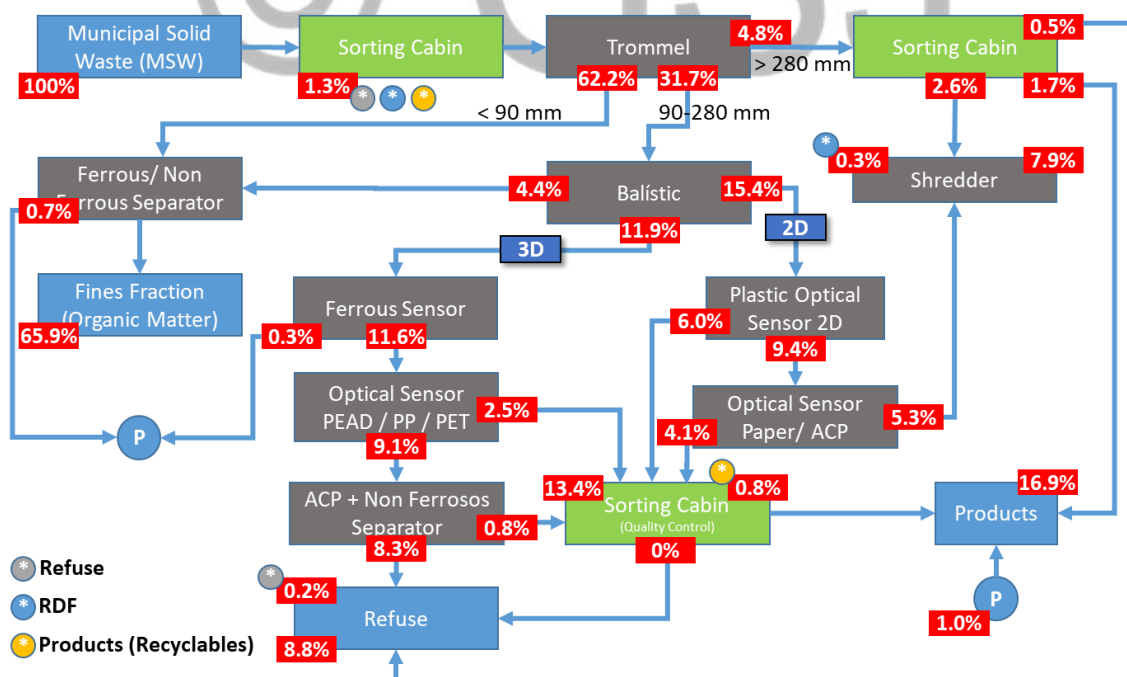 Municipal Solid
Waste (MSW)
100%
Sorting Cabin
1.3%
*
*
*
Trommel
4.8%
62.2%
31.7%
> 280 mm
< 90 mm
90-280 mm
Sorting Cabin
0.5%
2.6%
1.7%
Ferrous/ Non
Ferrous Separator
0.7%
4.4%
Balístic
15.4%
11.9%
*
0.3%
7.9%
Shredder
3D
2D
Fines Fraction
(Organic Matter)
65.9%
Ferrous Sensor
0.3%
11.6%
Plastic Optical
Sensor 2D
6.0%
9.4%
Optical Sensor
PEAD / PP / PET
2.5%
9.1%
Optical Sensor
Paper/ ACP
4.1%
5.3%
P
ACP + Non Ferrosos
Separator
0.8%
8.3%
13.4%
*
0.8%
Sorting Cabin
(Quality Control)
0%
16.9%
Products
P
1.0%
*
0.2%
Refuse
8.8%
* Refuse
* RDF
* Products (Recyclables)